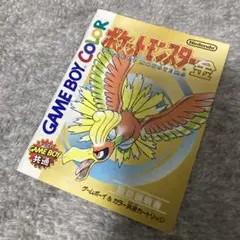 GAME BOY COLOR
Nintendo
ポケットモンスター
金
GAME BOY
共通
ゲームボーイ&カラー共通カートリッジ